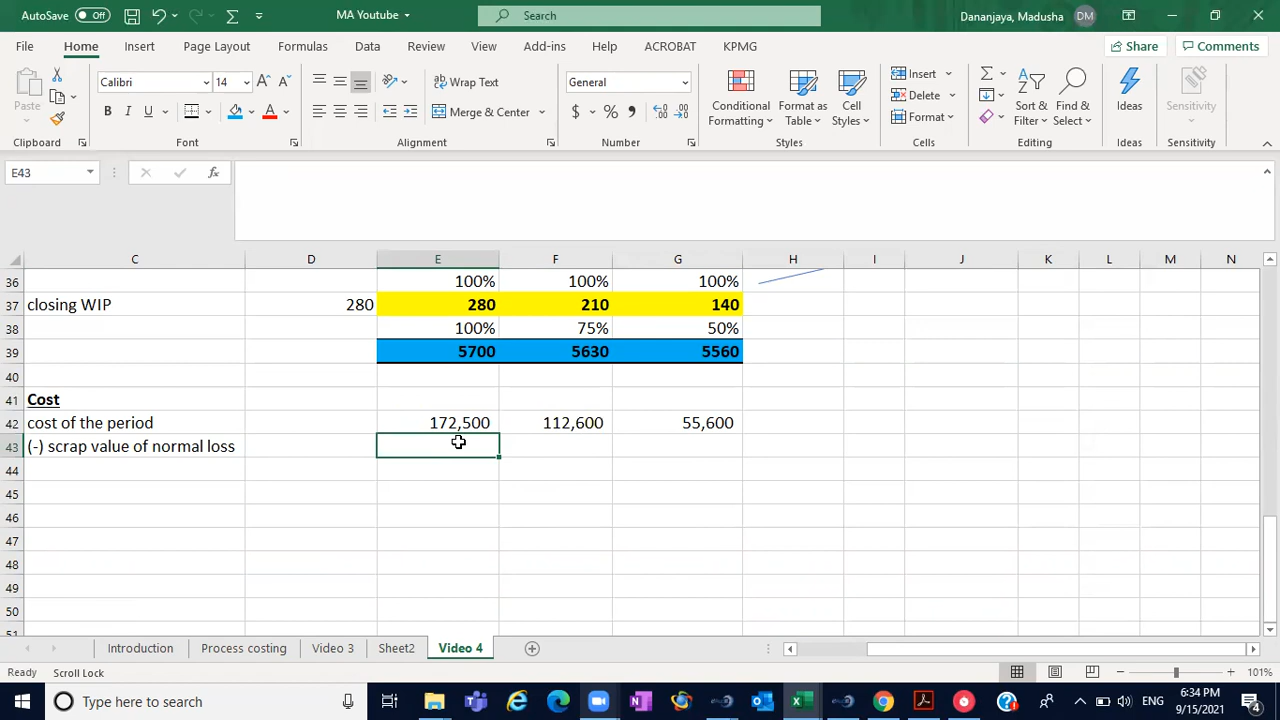 AutoSave Off MA Youtube Search Dananjaya, Madusha DM
File Home Insert Page Layout Formulas Data Review View Add-ins Help ACROBAT KPMG Share Comments
Paste Calibri 14 Wrap Text General Conditional Formatting Format as Table Cell Styles Insert Sort & Filter Find & Select Ideas Sensitivity
B I U A Merge & Center $ % Delete
Format
Clipboard Font Alignment Number Styles Cells Editing Ideas Sensitivity
E43 fx
C D E F G H I J K L M N
36 100% 100% 100%
37 closing WIP 280 280 210 140
38 100% 75% 50%
39 5700 5630 5560
40
41 Cost
42 cost of the period 172,500 112,600 55,600
43 (-) scrap value of normal loss
44
45
46
47
48
49
50
51
Introduction Process costing Video 3 Sheet2 Video 4
Ready Scroll Lock 101%
Type here to search ENG 6:34 PM
9/15/2021 4